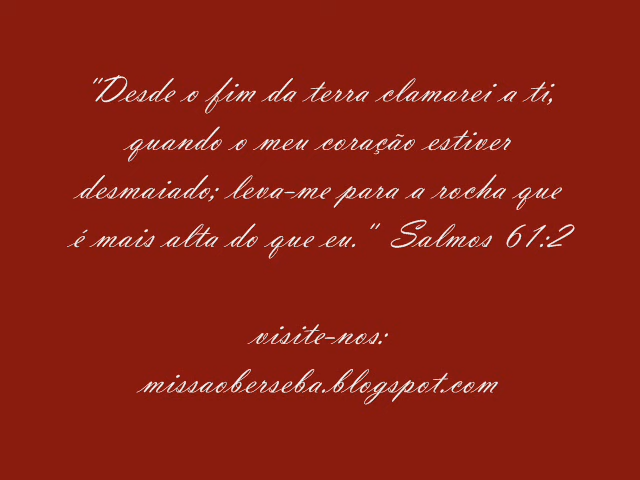 "Desde o fim da terra clamarei a ti,
quando o meu coração estiver
desmaiado; leva-me para a rocha que
é mais alta do que eu." Salmos 61:2
visite-nos:
missaoberseba.blogspot.com